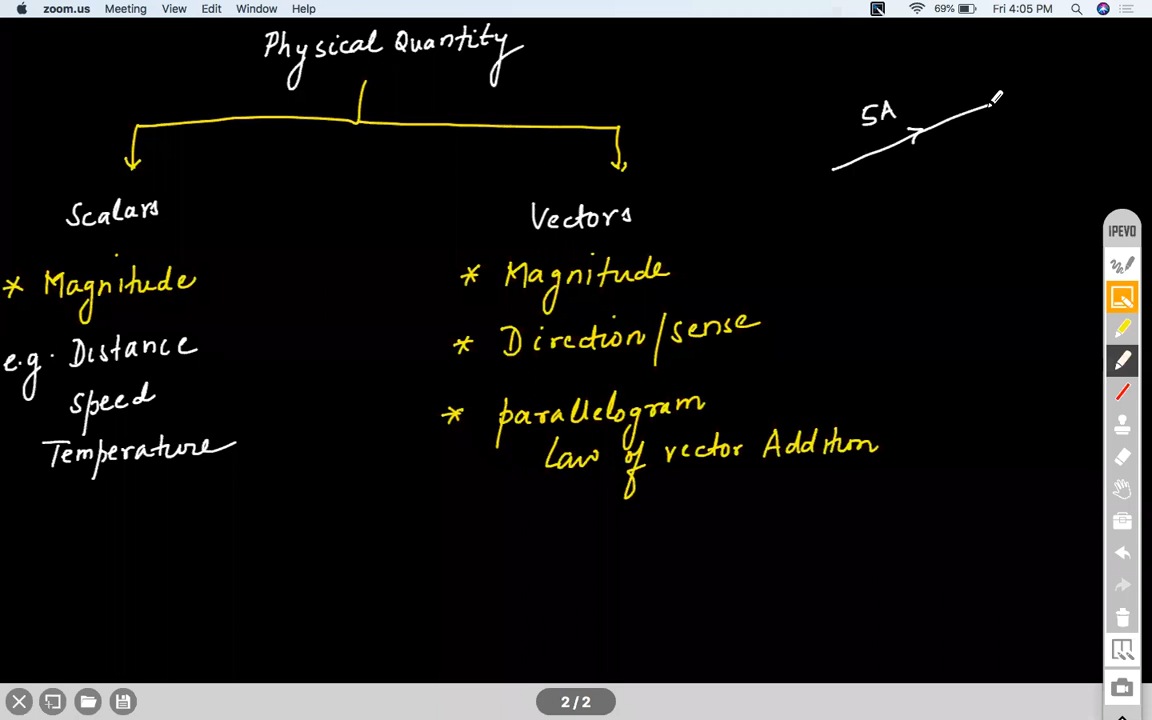 zoom.us Meeting View Edit Window Help 69% Fri 4:05 PM
Physical Quantity
5A
Scalars
Vectors
IPEVO
* Magnitude
* Magnitude
e.g. Distance
* Direction/sense
Speed
* parallelogram
Temperature
Law of vector Addition
2/2